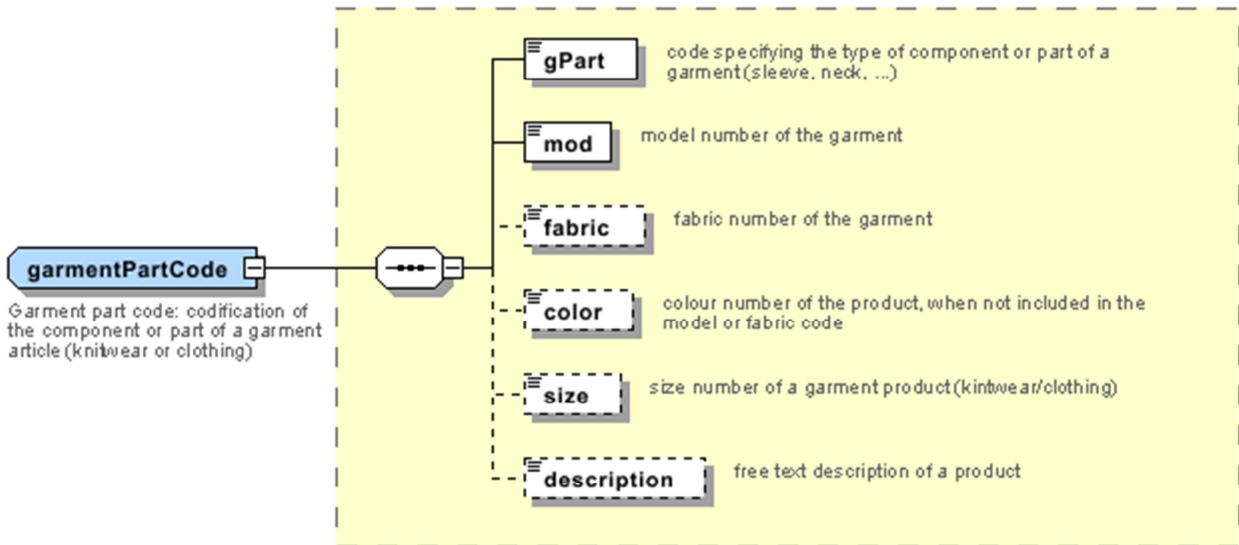 gPart
code specifying the type of component or part of a
garment (sleeve, neck, ...)
mod
model number of the garment
fabric
fabric number of the garment
garmentPartCode
Garment part code: codification of
the component or part of a garment
article (knitwear or clothing)
color
colour number of the product, when not included in the
model or fabric code
size
size number of a garment product (kintwear/clothing)
description
free text description of a product